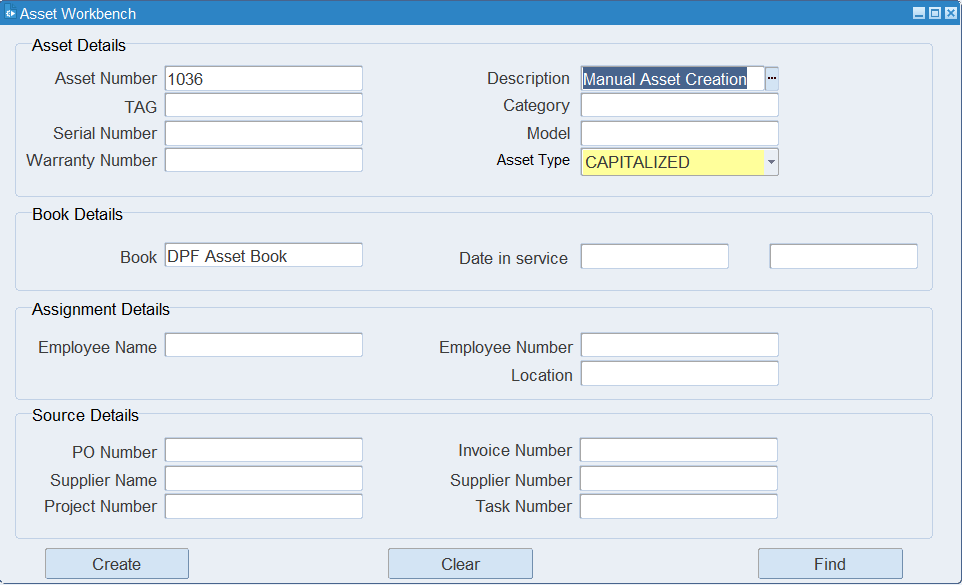 Asset Workbench
Asset Details
Asset Number 1036 Description Manual Asset Creation ...
TAG Category
Serial Number Model
Warranty Number Asset Type CAPITALIZED
Book Details
Book DPF Asset Book Date in service
Assignment Details
Employee Name Employee Number
Location
Source Details
PO Number Invoice Number
Supplier Name Supplier Number
Project Number Task Number
Create Clear Find